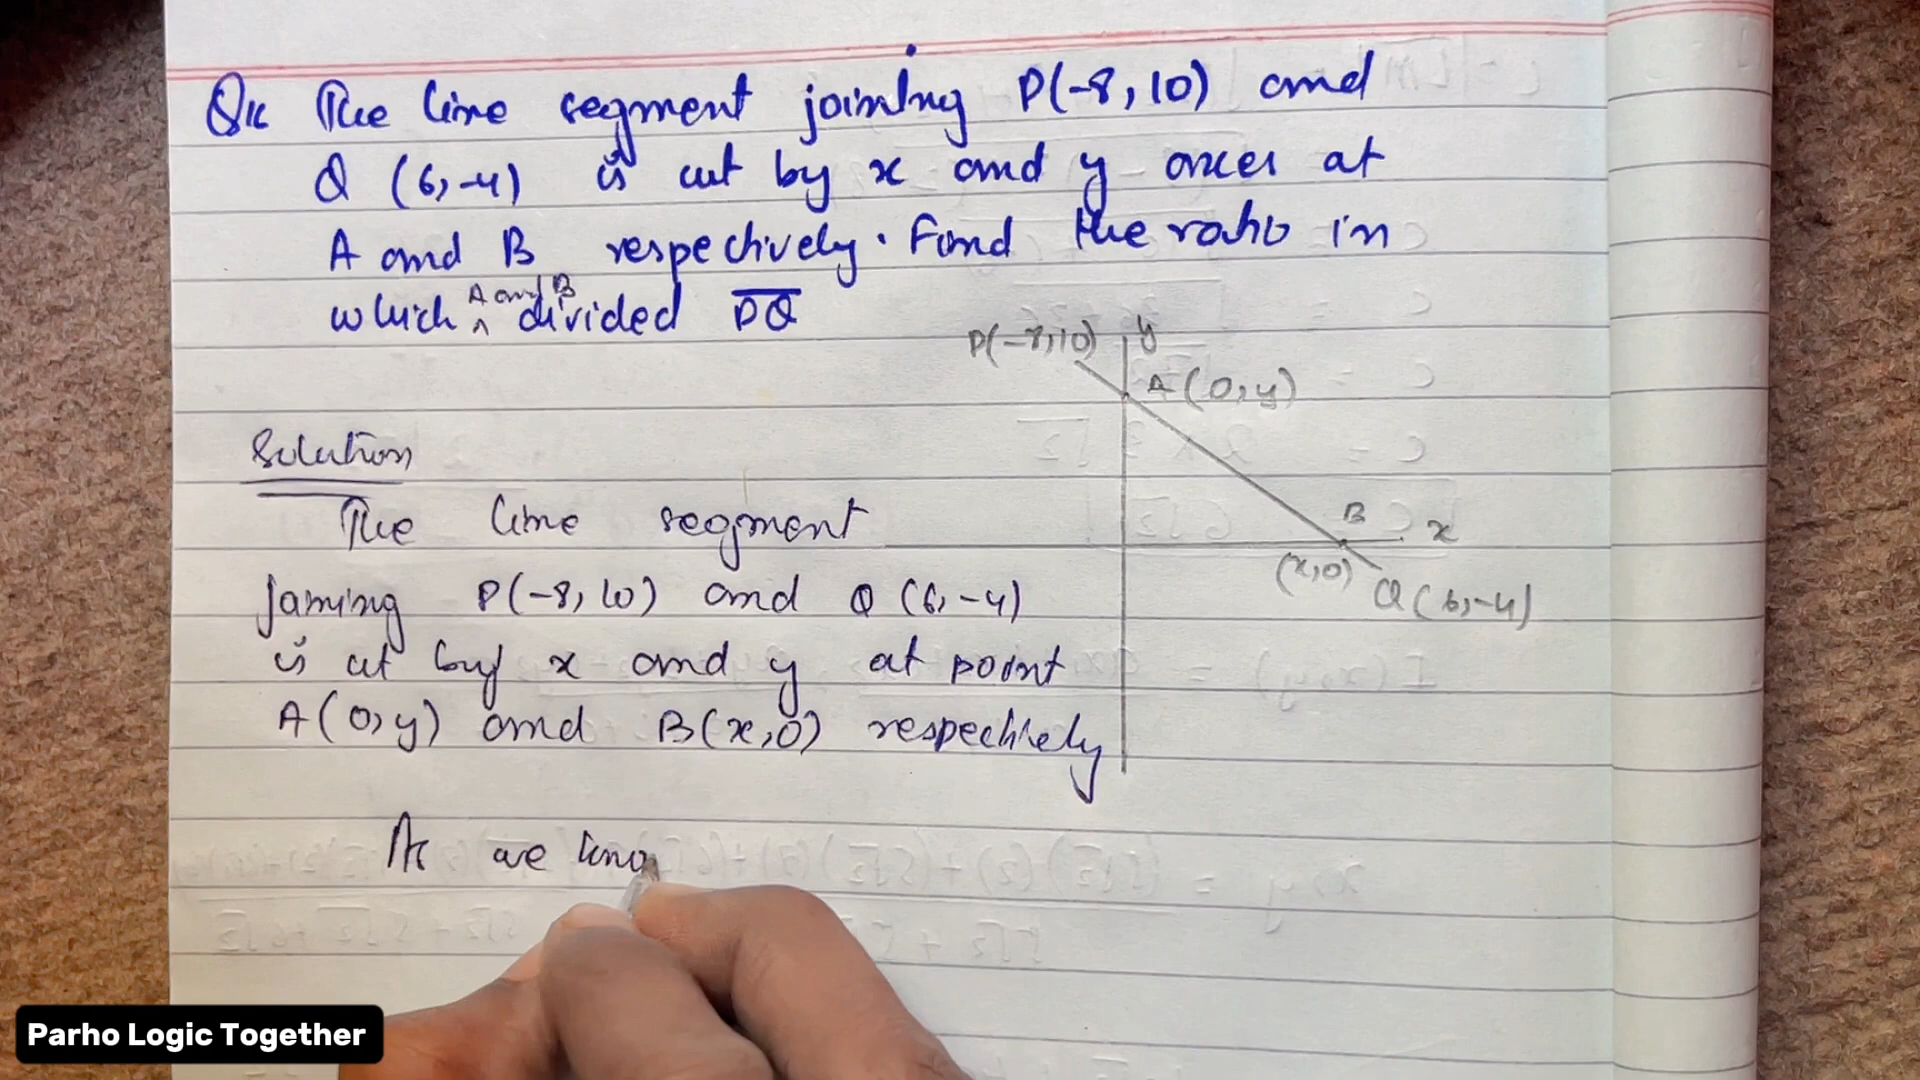 Q1c The line segment joining P(-8,10) and
Q (6,-4) is cut by x and y axes at
A and B respectively. Find the ratio in
which A and B divided PQ
P(-8,10) y
A (0,y)
Solution
The line segment
B x
(x,0) Q(6,-4)
joining P(-8,10) and Q (6,-4)
is cut by x and y at point
A(0,y) and B(x,0) respectively
As we kno
Parho Logic Together